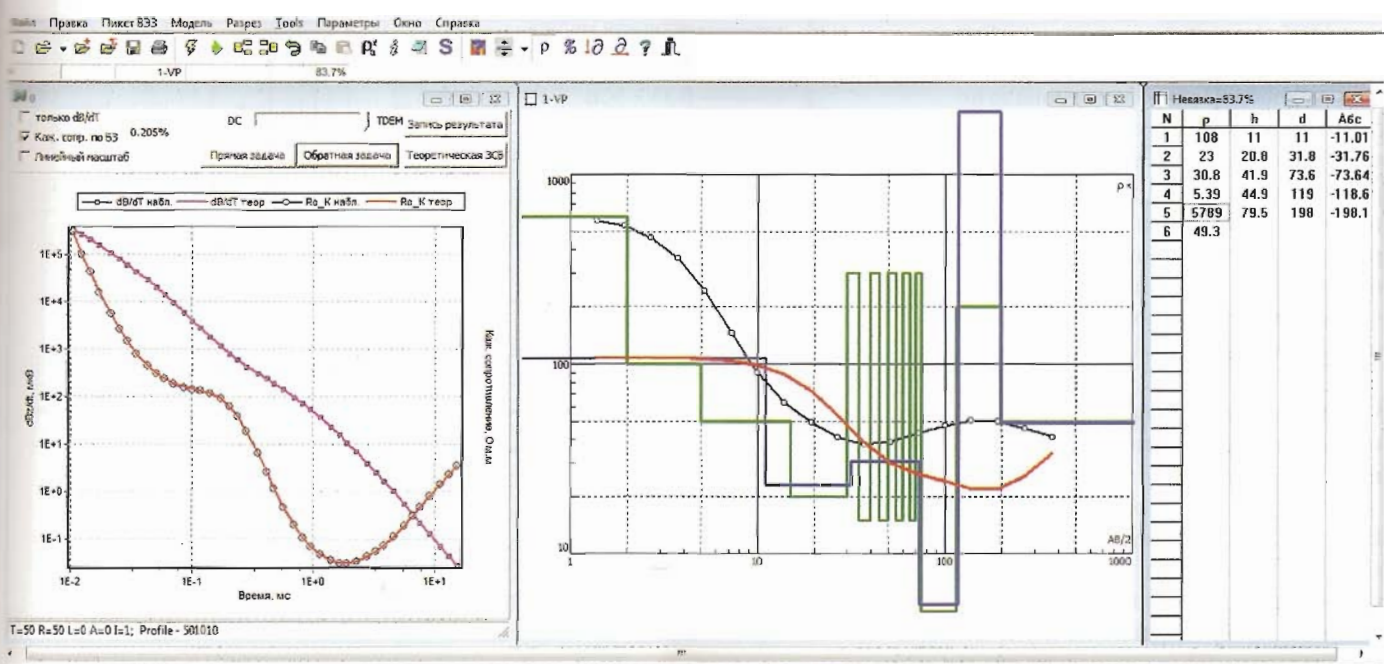 Правка Пикет ВЭЗ Модель Разрез Tools Параметры Окно Справка
1-VP 83.7%
только dB/dT
DC TDEM Запись результата
Каж. сопр. по БЗ 0.205%
Линейный масштаб Прямая задача Обратная задача Теоретическая ЗСБ
dB/dT набл. dB/dT теор Ro_K набл. Ro_K теор
1E+5
1E+4
1E+3
1E+2
1E+1
1E+0
1E-1
1E-2 1E-1 1E+0 1E+1
Время, мс
Каж. сопротивление, Ом.м
T=50 R=50 L=0 A=0 I=1; Profile - 501010
1-VP
1000
100
10
1 10 100 1000
AB/2
Невязка=83.7%
N ρ h d Абс
1 108 11 11 -11.01
2 23 20.8 31.8 -31.76
3 30.8 41.9 73.6 -73.64
4 5.39 44.9 119 -118.6
5 5789 79.5 198 -198.1
6 49.3